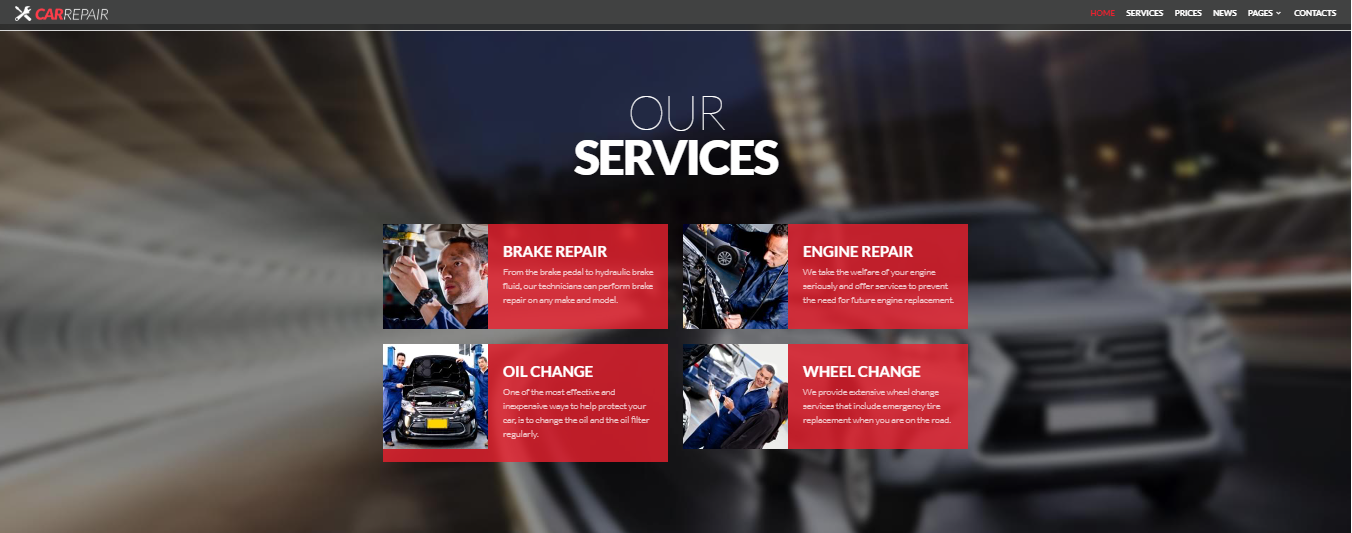 CARREPAIR
HOME SERVICES PRICES NEWS PAGES CONTACTS
OUR
SERVICES
BRAKE REPAIR
From the brake pedal to hydraulic brake
fluid, our technicians can perform brake
repair on any make and model.
ENGINE REPAIR
We take the welfare of your engine
seriously and offer services to prevent
the need for future engine replacement.
OIL CHANGE
One of the most effective and
inexpensive ways to help protect your
car, is to change the oil and the oil filter
regularly.
WHEEL CHANGE
We provide extensive wheel change
services that include emergency tire
replacement when you are on the road.